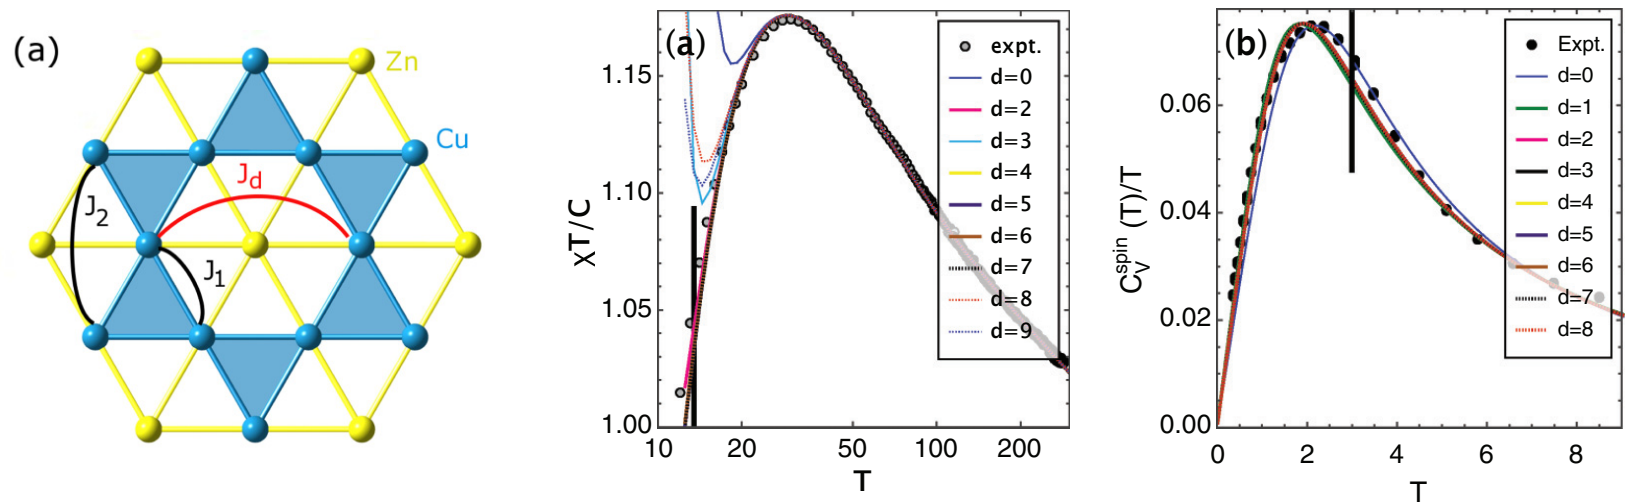 (a)
Zn
Cu
J2
Jd
J1
(a)
χT/C
1.15
1.10
1.05
1.00
10
20
50
100
200
T
expt.
d=0
d=2
d=3
d=4
d=5
d=6
d=7
d=8
d=9
(b)
C_V^spin (T)/T
0.06
0.04
0.02
0.00
0
2
4
6
8
T
Expt.
d=0
d=1
d=2
d=3
d=4
d=5
d=6
d=7
d=8